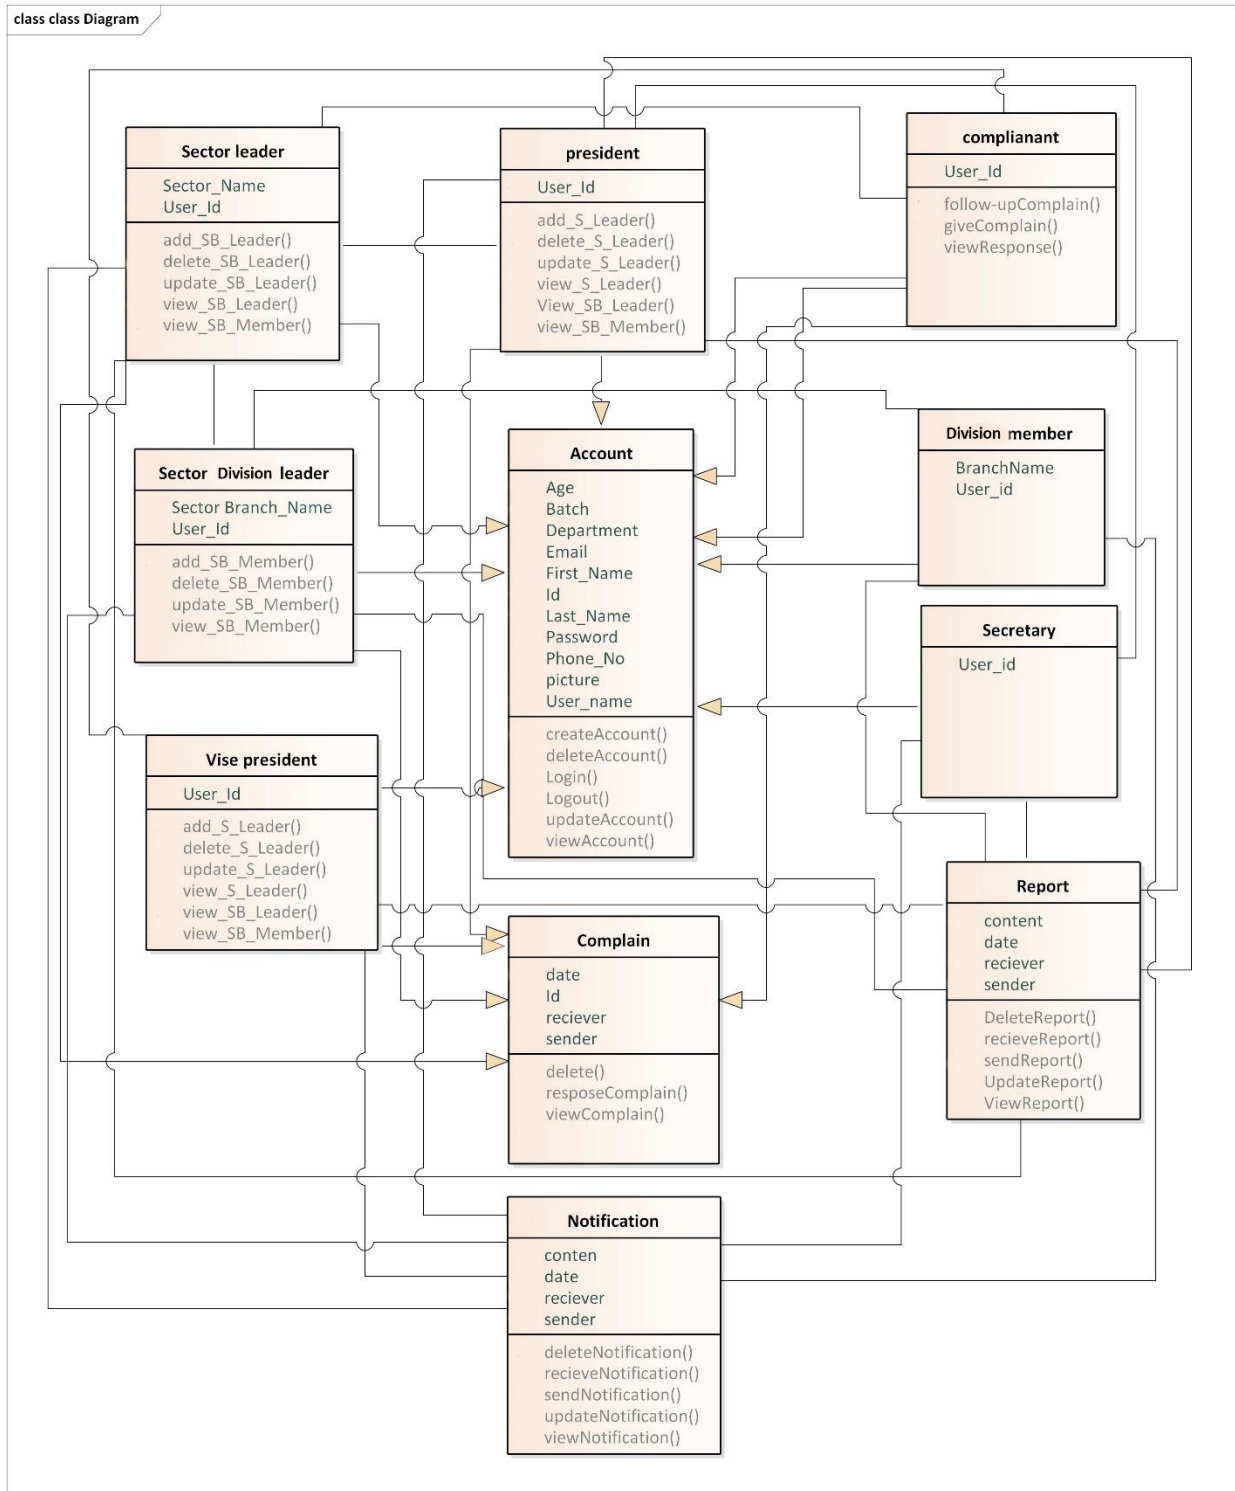 class class Diagram
Sector leader
Sector_Name
User_Id
add_SB_Leader()
delete_SB_Leader()
update_SB_Leader()
view_SB_Leader()
view_SB_Member()
president
User_Id
add_S_Leader()
delete_S_Leader()
update_S_Leader()
view_S_Leader()
View_SB_Leader()
view_SB_Member()
complianant
User_Id
follow-upComplain()
giveComplain()
viewResponse()
Sector Division leader
Sector Branch_Name
User_Id
add_SB_Member()
delete_SB_Member()
update_SB_Member()
view_SB_Member()
Account
Age
Batch
Department
Email
First_Name
Id
Last_Name
Password
Phone_No
picture
User_name
createAccount()
deleteAccount()
Login()
Logout()
updateAccount()
viewAccount()
Division member
BranchName
User_id
Secretary
User_id
Vise president
User_Id
add_S_Leader()
delete_S_Leader()
update_S_Leader()
view_S_Leader()
view_SB_Leader()
view_SB_Member()
Complain
date
Id
reciever
sender
delete()
resposeComplain()
viewComplain()
Report
content
date
reciever
sender
DeleteReport()
recieveReport()
sendReport()
UpdateReport()
ViewReport()
Notification
conten
date
reciever
sender
deleteNotification()
recieveNotification()
sendNotification()
updateNotification()
viewNotification()